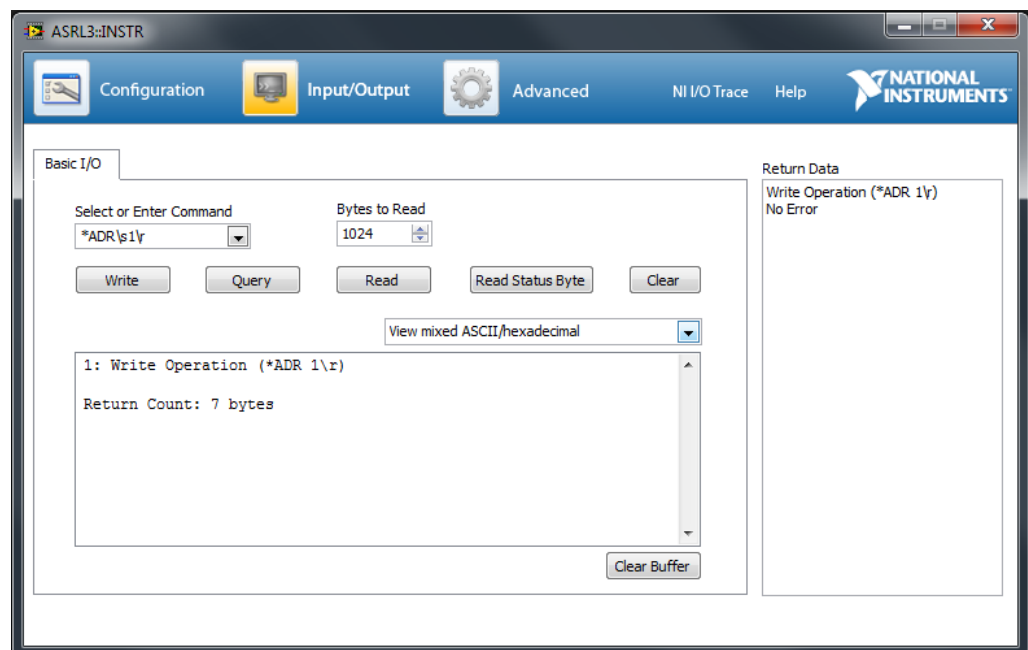 ASRL3::INSTR
Configuration Input/Output Advanced NI I/O Trace Help NATIONAL INSTRUMENTS
Basic I/O
Select or Enter Command
*ADR\s1\r
Bytes to Read
1024
Write Query Read Read Status Byte Clear
View mixed ASCII/hexadecimal
1: Write Operation (*ADR 1\r)
Return Count: 7 bytes
Clear Buffer
Return Data
Write Operation (*ADR 1\r)
No Error